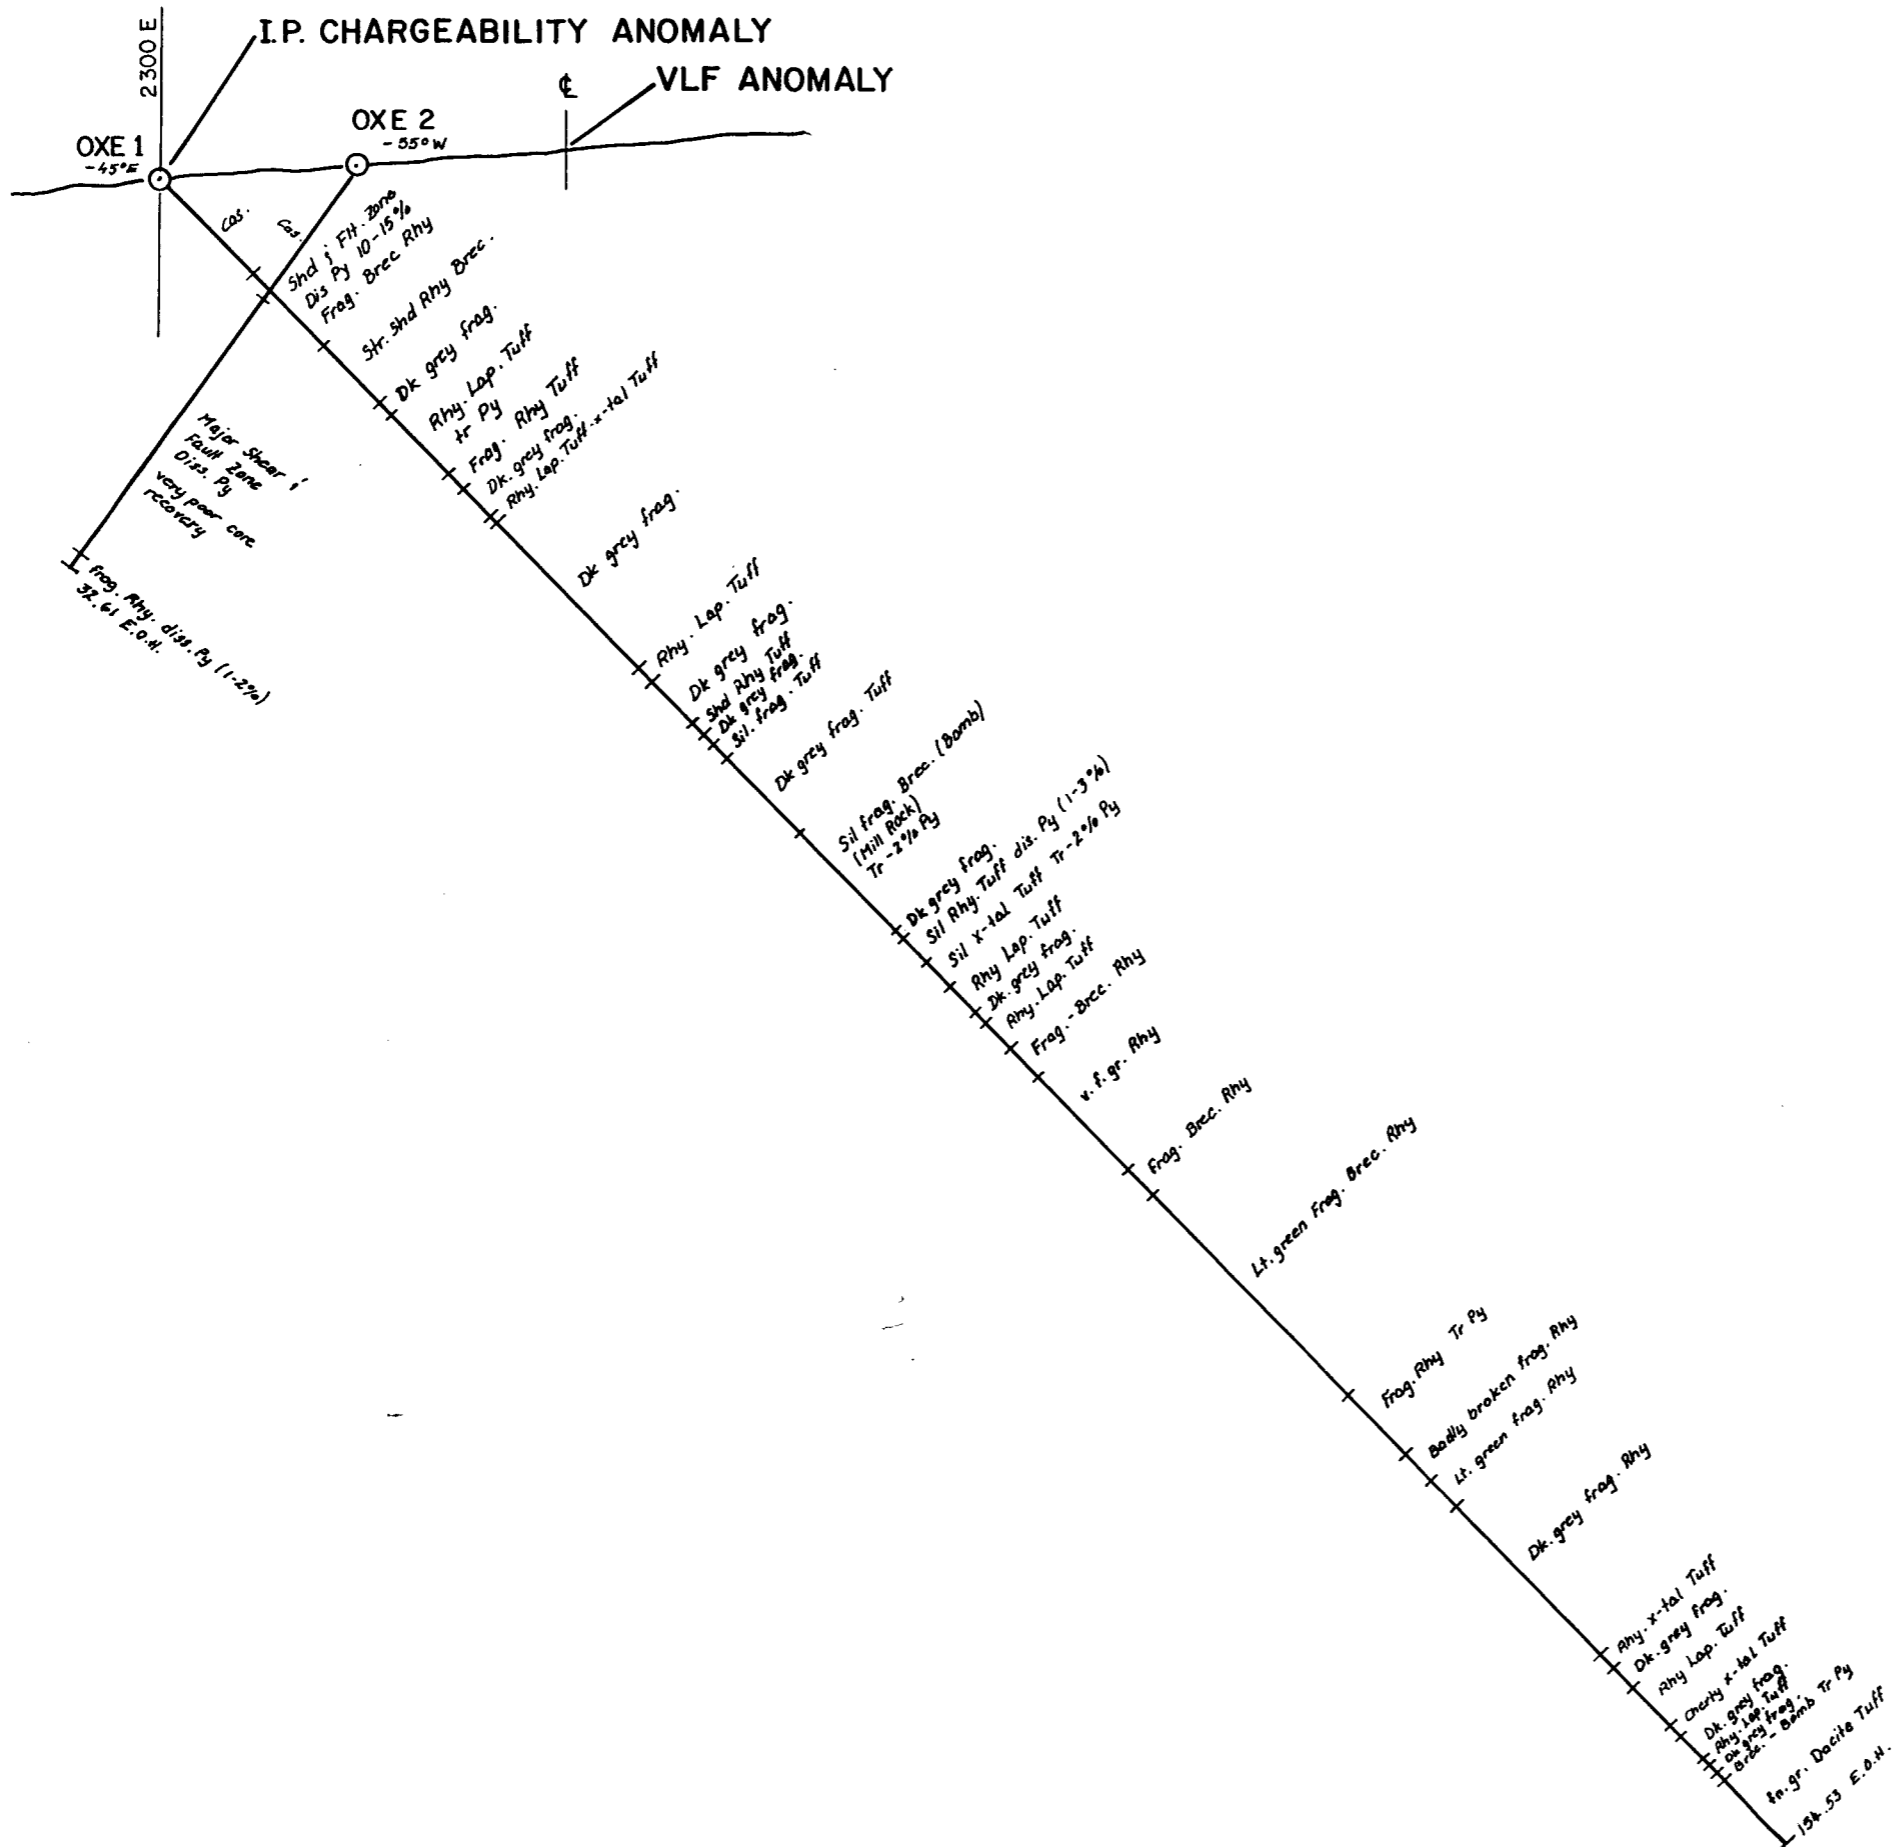 2300 E
I.P. CHARGEABILITY ANOMALY
¢
VLF ANOMALY
OXE 1
-45°E
OXE 2
-55°W
Cas.
Cas.
Shd & Flt. Zone
Dis Py 10-15%
Frag. Brec Rhy
Str. Shd Rhy Brec.
Dk grey frag.
Rhy. Lap. Tuff
tr Py
Frag. Rhy Tuff
Dk. grey frag.
Rhy. Lap. Tuff-x-tal Tuff
Major Shear &
Fault Zone
Diss. Py
very poor core
recovery
frag. Rhy. diss. Py (1-2%)
32.61 E.O.H.
Dk grey frag.
Rhy. Lap. Tuff
Dk grey frag.
Shd Rhy Tuff
Dk grey frag.
Sil. frag. Tuff
Dk grey frag. Tuff
Sil frag. Brec. (Bomb)
(Mill Rock)
Tr-2% Py
Dk grey frag.
Sil Rhy. Tuff dis. Py (1-3%)
Sil x-tal Tuff Tr-2% Py
Rhy Lap. Tuff
Dk. grey frag.
Rhy. Lap. Tuff
Frag.-Brec. Rhy
v. f. gr. Rhy
Frag. Brec. Rhy
Lt. green Frag. Brec. Rhy
Frag. Rhy Tr Py
Badly broken frag. Rhy
Lt. green frag. Rhy
Dk. grey frag. Rhy
Rhy. x-tal Tuff
Dk. grey frag.
Rhy Lap. Tuff
Cherty x-tal Tuff
Dk. grey frag.
Rhy. Lap. Tuff
Dk grey frag.
Brec. - Bomb Tr Py
fn. gr. Dacite Tuff
154.53 E.O.H.